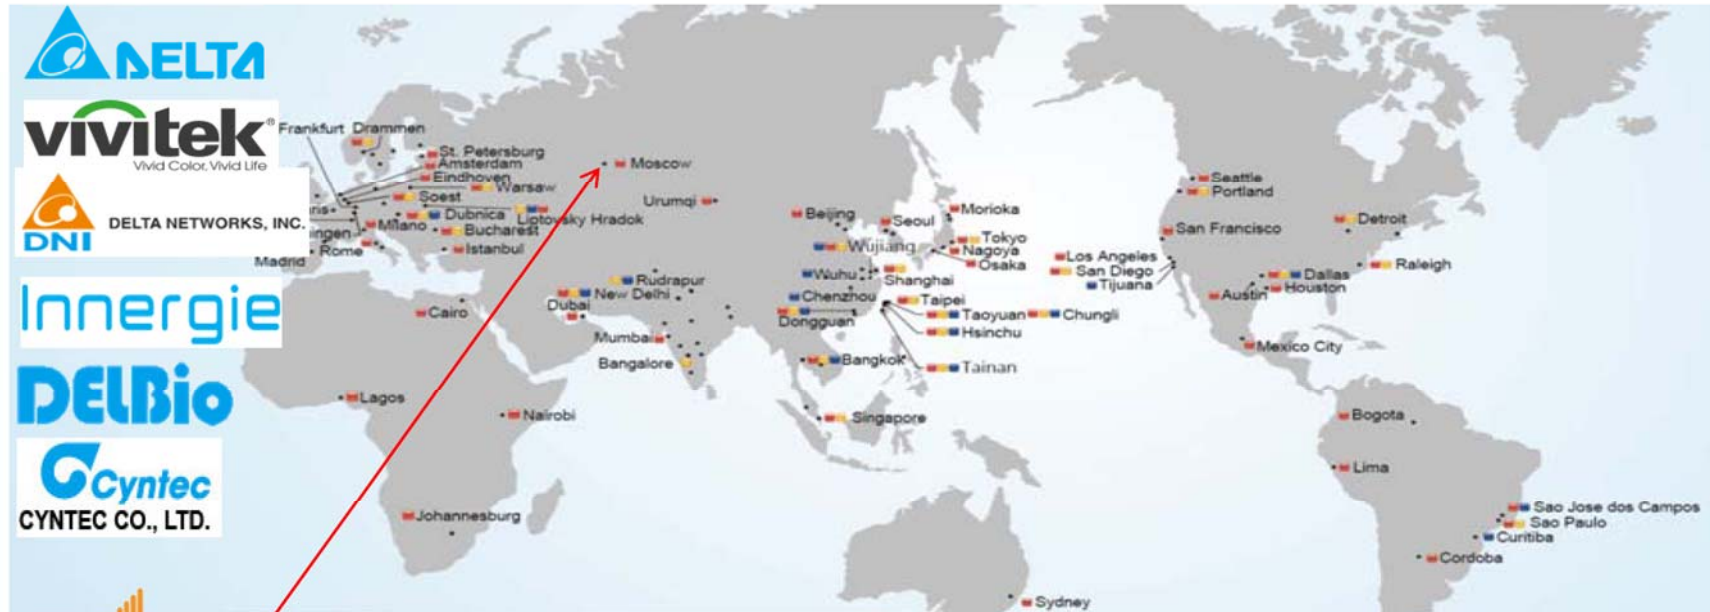 DELTA
vivitek®
Vivid Color, Vivid Life
DELTA NETWORKS, INC.
DNI
Innergie
DELBio
Cyntec
CYNTEC CO., LTD.
Frankfurt
Drammen
St. Petersburg
Amsterdam
Eindhoven
Warsaw
Soest
Liptovsky Hradok
Dubnica
Milano
Bucharest
Istanbul
Rome
Madrid
Moscow
Urumqi
Beijing
Seoul
Morioka
Tokyo
Nagoya
Osaka
Wujiang
Wuhu
Shanghai
Chenzhou
Dongguan
Taipei
Taoyuan
Chungli
Hsinchu
Tainan
Rudrapur
New Delhi
Dubai
Mumbai
Bangalore
Bangkok
Singapore
Cairo
Lagos
Nairobi
Johannesburg
Sydney
Seattle
Portland
San Francisco
Los Angeles
San Diego
Tijuana
Detroit
Raleigh
Dallas
Houston
Austin
Mexico City
Bogota
Lima
Sao Jose dos Campos
Sao Paulo
Curitiba
Cordoba